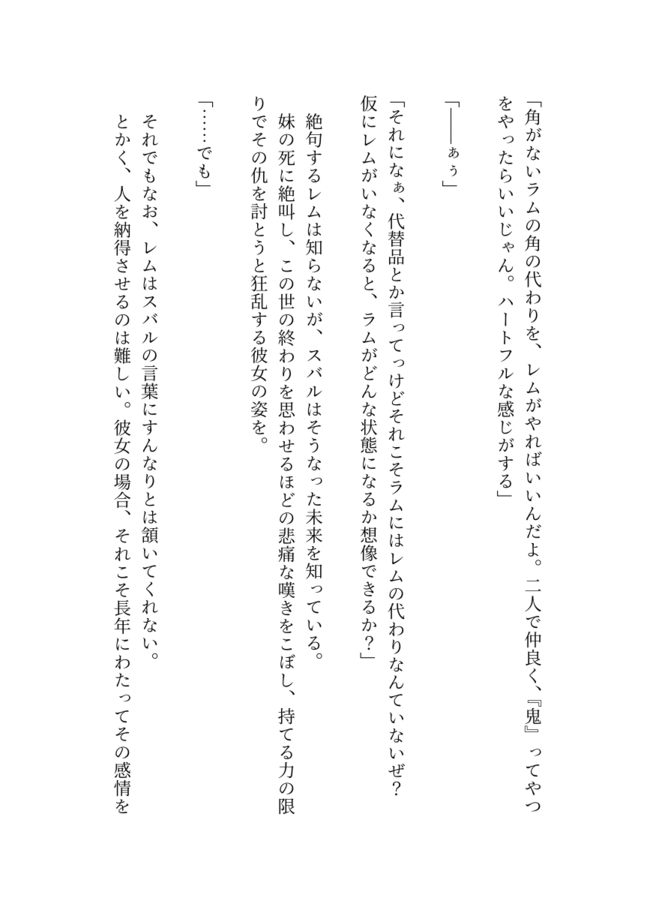 「角がないラムの角の代わりを、レムがやればいいんだよ。二人で仲良く、『鬼』ってやつ
をやったらいいじゃん。ハートフルな感じがする」
「――ぁぅ」
「それになぁ、代替品とか言ってっけどそれこそラムにはレムの代わりなんていないぜ？
仮にレムがいなくなると、ラムがどんな状態になるか想像できるか？」
絶句するレムは知らないが、スバルはそうなった未来を知っている。
妹の死に絶叫し、この世の終わりを思わせるほどの悲痛な嘆きをこぼし、持てる力の限
りでその仇を討とうと狂乱する彼女の姿を。
「……でも」
それでもなお、レムはスバルの言葉にすんなりとは頷いてくれない。
とかく、人を納得させるのは難しい。彼女の場合、それこそ長年にわたってその感情を